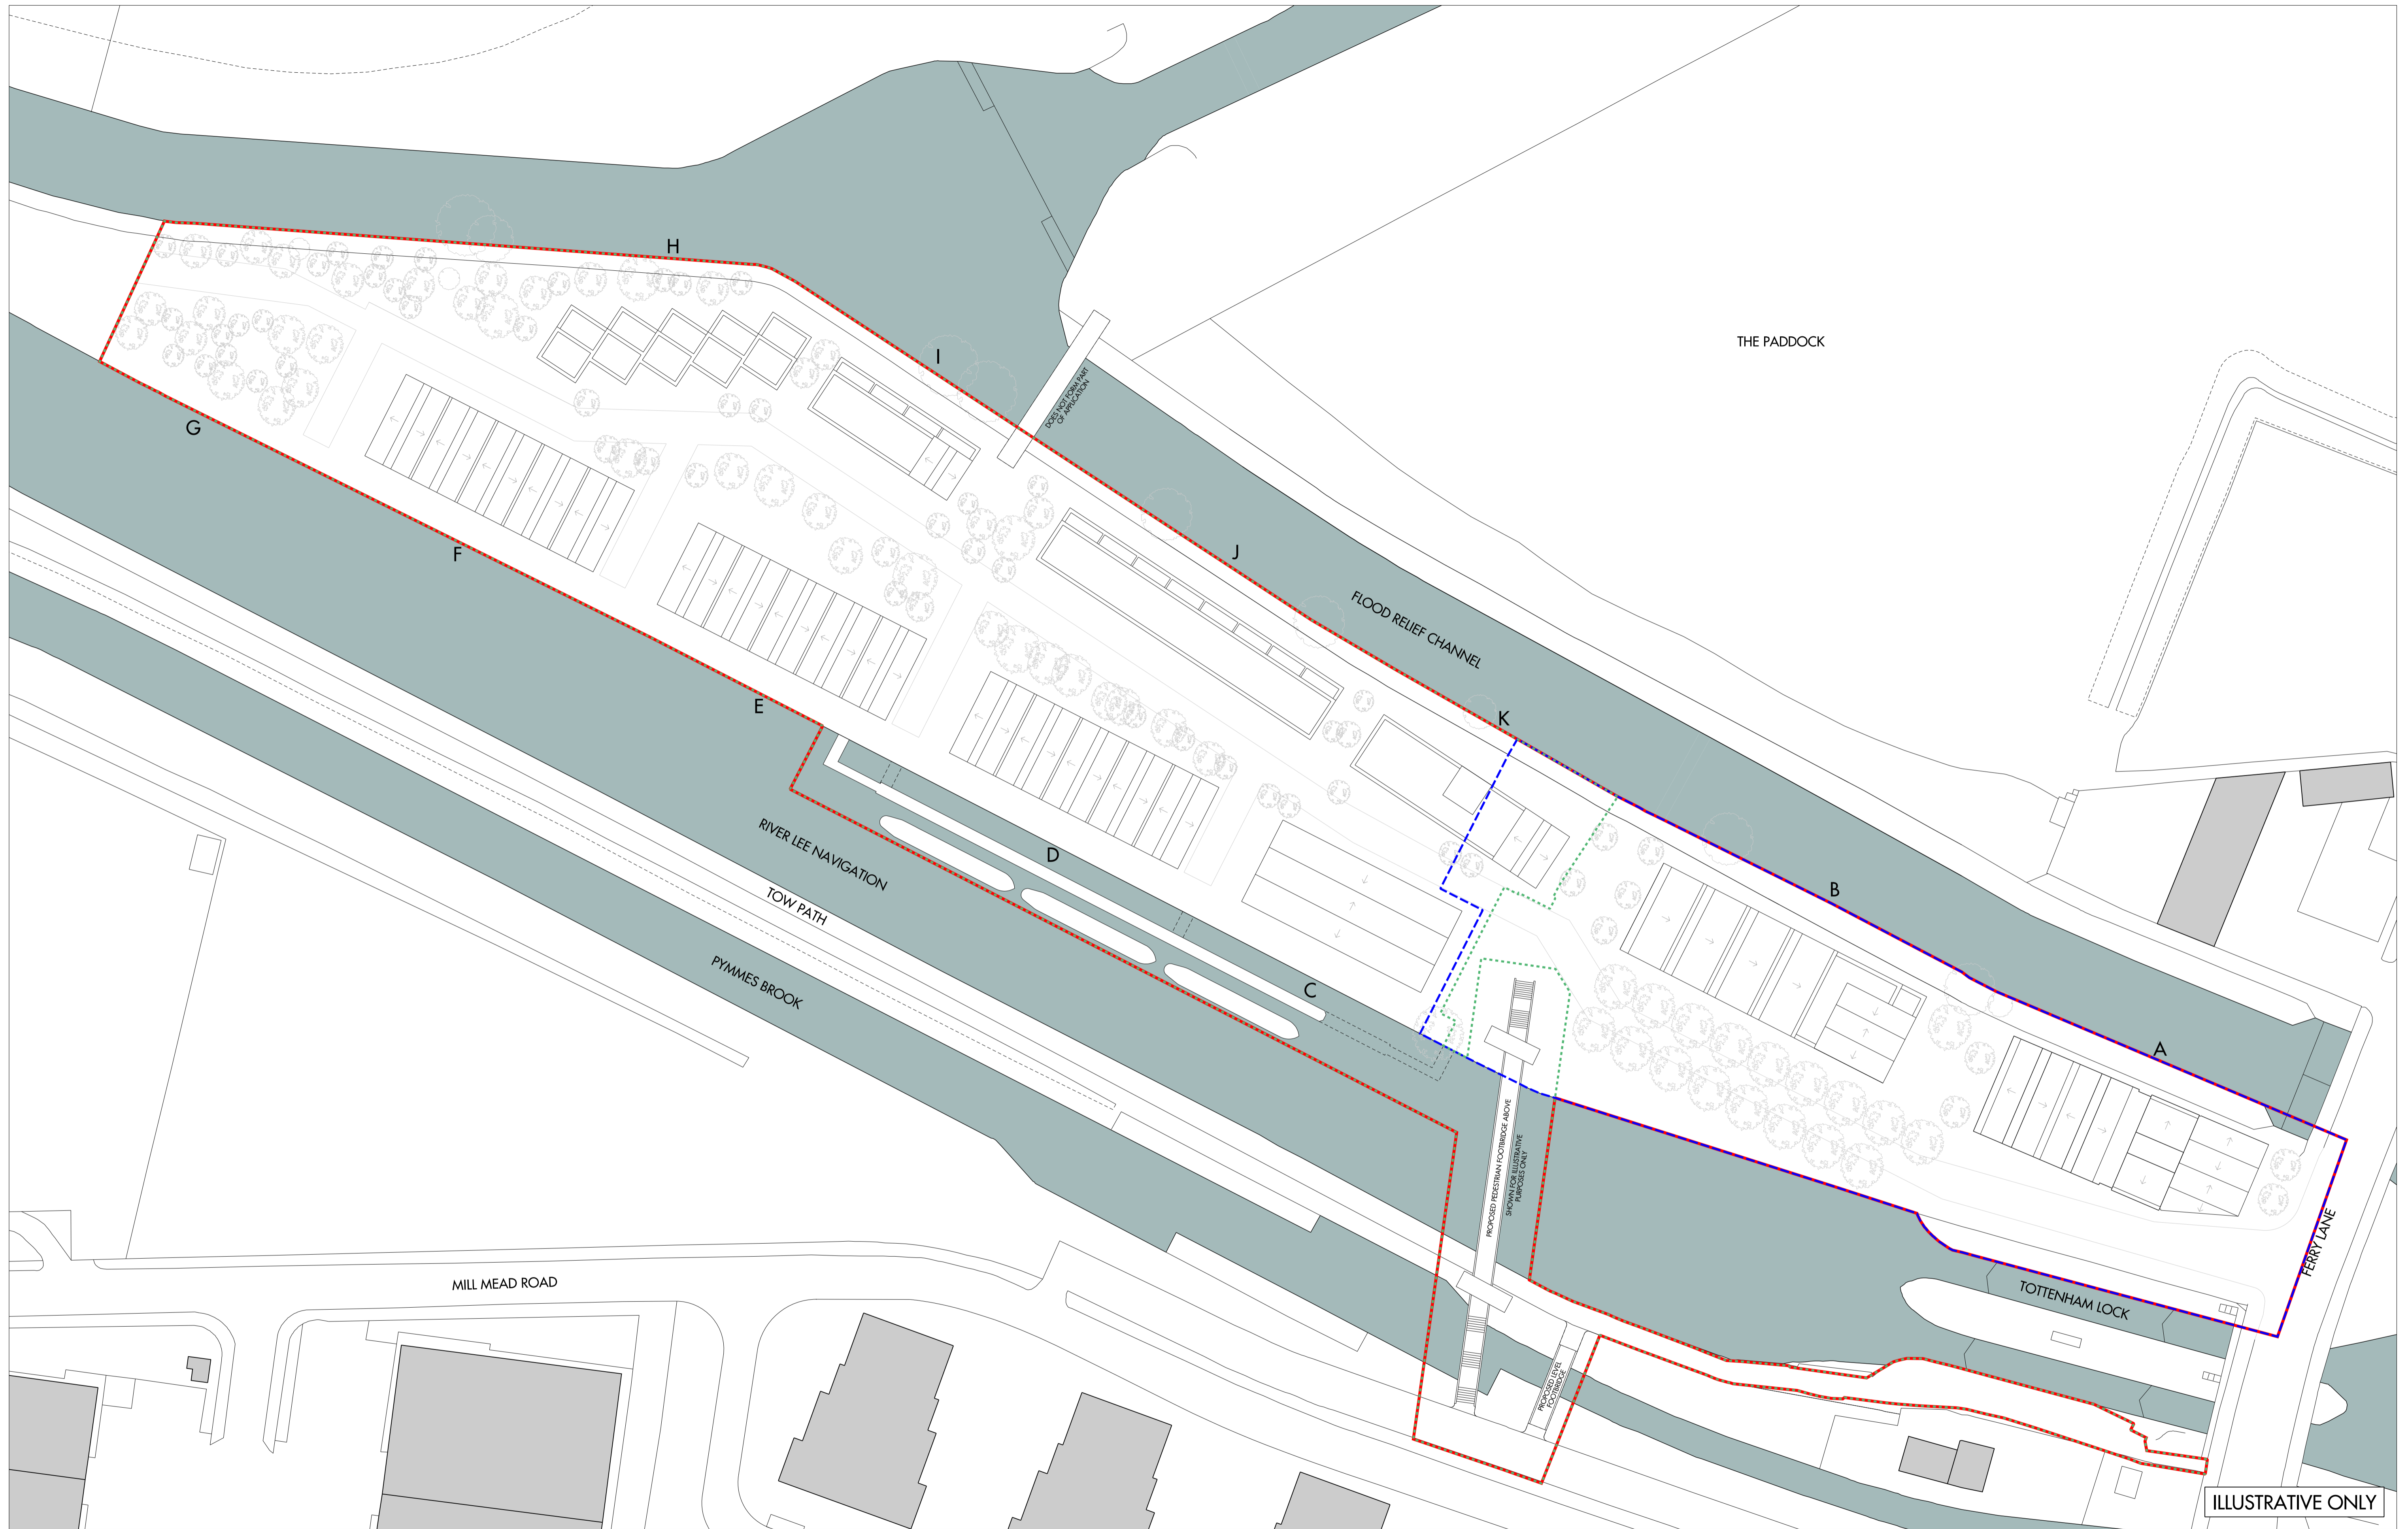 H
THE PADDOCK
I
DOES NOT FORM PART
OF APPLICATION
G
F
J
FLOOD RELIEF CHANNEL
E
K
RIVER LEE NAVIGATION
D
B
TOW PATH
PYMMES BROOK
C
A
PROPOSED PEDESTRIAN FOOTBRIDGE ABOVE
SHOWN FOR ILLUSTRATIVE
PURPOSES ONLY
FERRY LANE
MILL MEAD ROAD
TOTTENHAM LOCK
PROPOSED LEVEL
FOOTBRIDGE
ILLUSTRATIVE ONLY